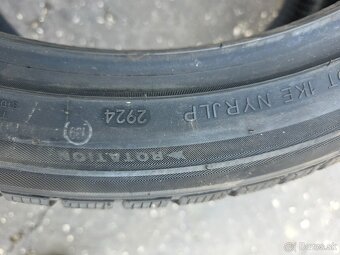 DOT 1KE NYRJLP 2924
ROTATION
bazos.sk